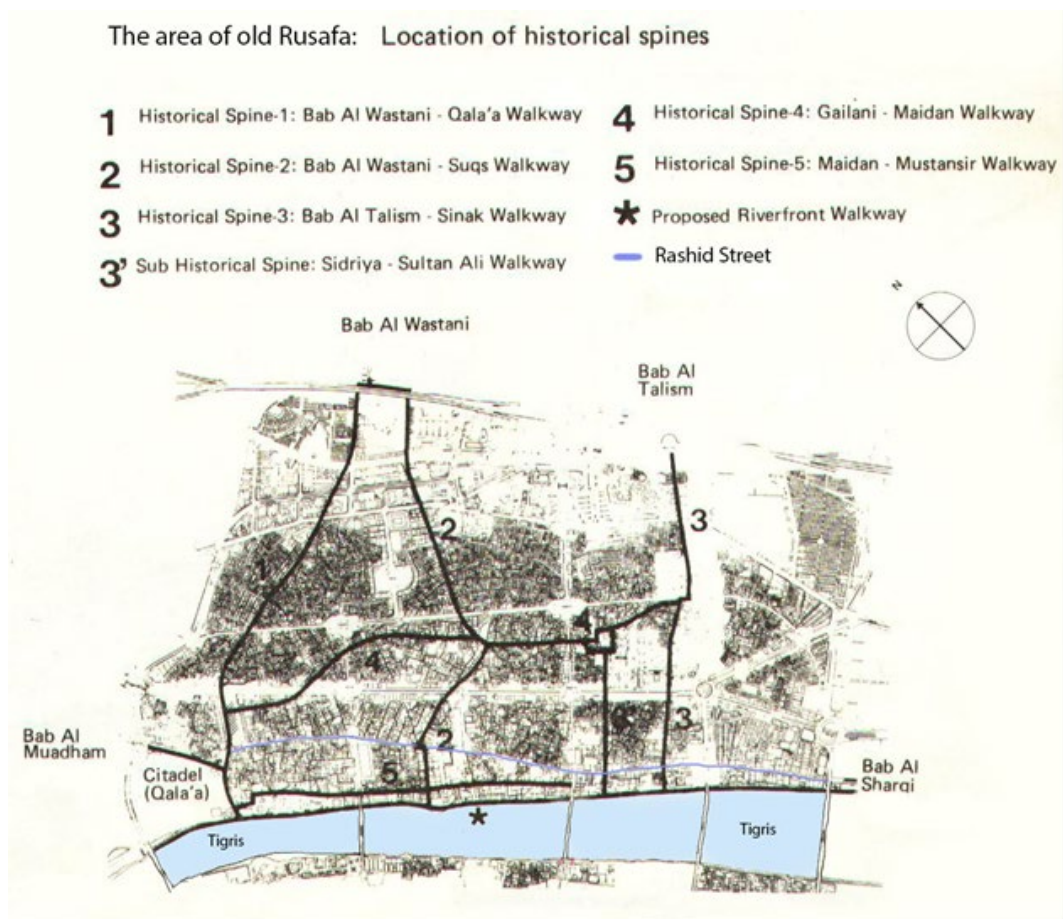 The area of old Rusafa: Location of historical spines
1 Historical Spine-1: Bab Al Wastani - Qala'a Walkway
2 Historical Spine-2: Bab Al Wastani - Suqs Walkway
3 Historical Spine-3: Bab Al Talism - Sinak Walkway
3' Sub Historical Spine: Sidriya - Sultan Ali Walkway
4 Historical Spine-4: Gailani - Maidan Walkway
5 Historical Spine-5: Maidan - Mustansir Walkway
* Proposed Riverfront Walkway
Rashid Street
N
Bab Al Wastani
Bab Al
Talism
3
2
1
4
4
3
2
5
Bab Al
Muadham
Citadel
(Qala'a)
Bab Al
Sharqi
*
Tigris
Tigris